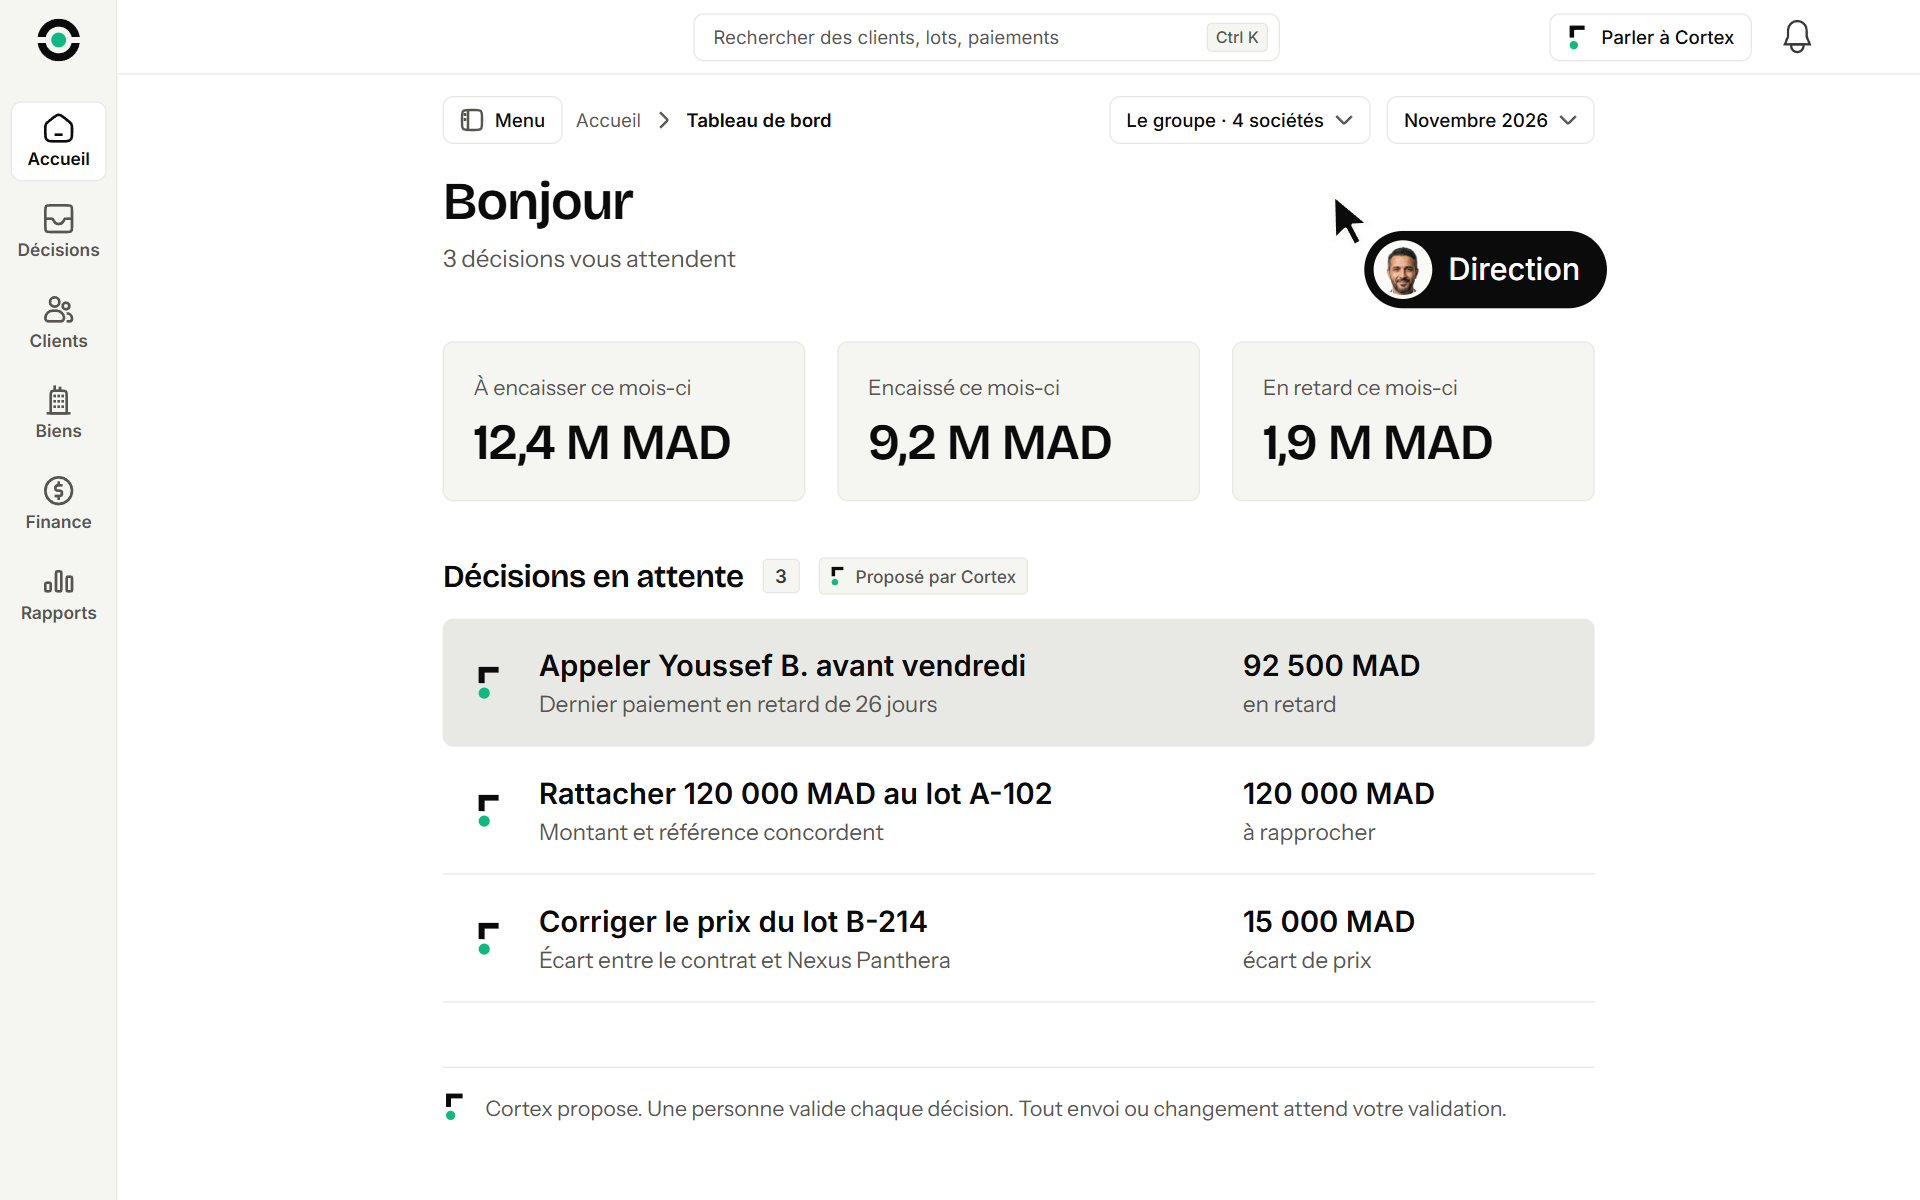 Rechercher des clients, lots, paiements
Ctrl K
Parler à Cortex
Accueil
Décisions
Clients
Biens
Finance
Rapports
Menu
Accueil
Tableau de bord
Le groupe · 4 sociétés
Novembre 2026
Bonjour
3 décisions vous attendent
Direction
À encaisser ce mois-ci
12,4 M MAD
Encaissé ce mois-ci
9,2 M MAD
En retard ce mois-ci
1,9 M MAD
Décisions en attente
3
Proposé par Cortex
Appeler Youssef B. avant vendredi
92 500 MAD
Dernier paiement en retard de 26 jours
en retard
Rattacher 120 000 MAD au lot A-102
120 000 MAD
Montant et référence concordent
à rapprocher
Corriger le prix du lot B-214
15 000 MAD
Écart entre le contrat et Nexus Panthera
écart de prix
Cortex propose. Une personne valide chaque décision. Tout envoi ou changement attend votre validation.